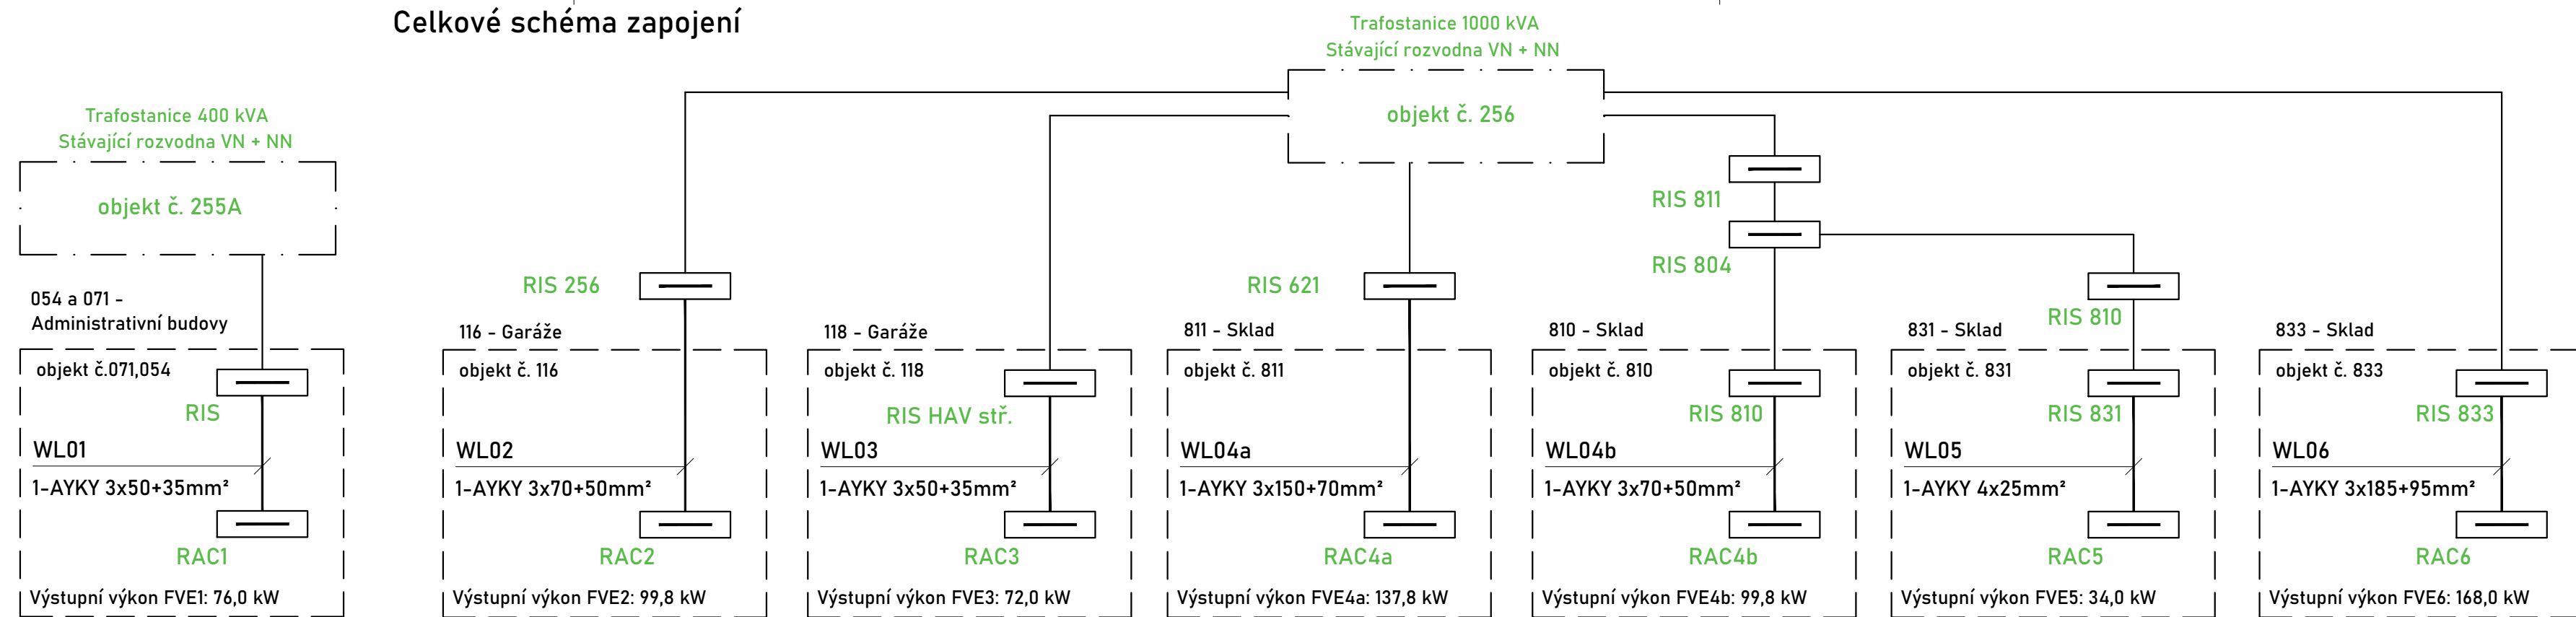 Celkové schéma zapojení
Trafostanice 1000 kVA
Stávající rozvodna VN + NN
objekt č. 256
Trafostanice 400 kVA
Stávající rozvodna VN + NN
objekt č. 255A
RIS 811
RIS 804
RIS 256
RIS 621
RIS 810
054 a 071 -
Administrativní budovy
objekt č.071,054
RIS
WL01
1-AYKY 3x50+35mm²
RAC1
Výstupní výkon FVE1: 76,0 kW
116 - Garáže
objekt č. 116
WL02
1-AYKY 3x70+50mm²
RAC2
Výstupní výkon FVE2: 99,8 kW
118 - Garáže
objekt č. 118
RIS HAV stř.
WL03
1-AYKY 3x50+35mm²
RAC3
Výstupní výkon FVE3: 72,0 kW
811 - Sklad
objekt č. 811
WL04a
1-AYKY 3x150+70mm²
RAC4a
Výstupní výkon FVE4a: 137,8 kW
810 - Sklad
objekt č. 810
RIS 810
WL04b
1-AYKY 3x70+50mm²
RAC4b
Výstupní výkon FVE4b: 99,8 kW
831 - Sklad
objekt č. 831
RIS 831
WL05
1-AYKY 4x25mm²
RAC5
Výstupní výkon FVE5: 34,0 kW
833 - Sklad
objekt č. 833
RIS 833
WL06
1-AYKY 3x185+95mm²
RAC6
Výstupní výkon FVE6: 168,0 kW